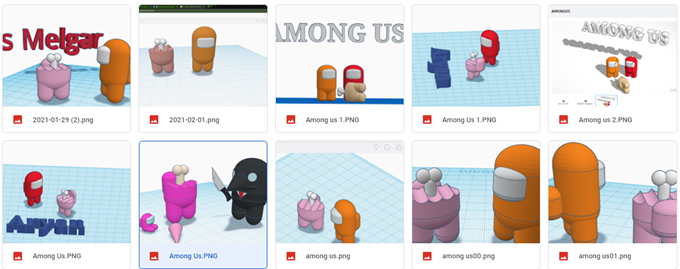 s Melgar
2021-01-29 (2).png
2021-02-01.png
AMONG US
Among us 1.PNG
Among Us 1.PNG
AMONGUS
AMONG US
Among us 2.PNG
Aryan
Among Us.PNG
Among Us.PNG
among us.png
among us00.png
among us01.png